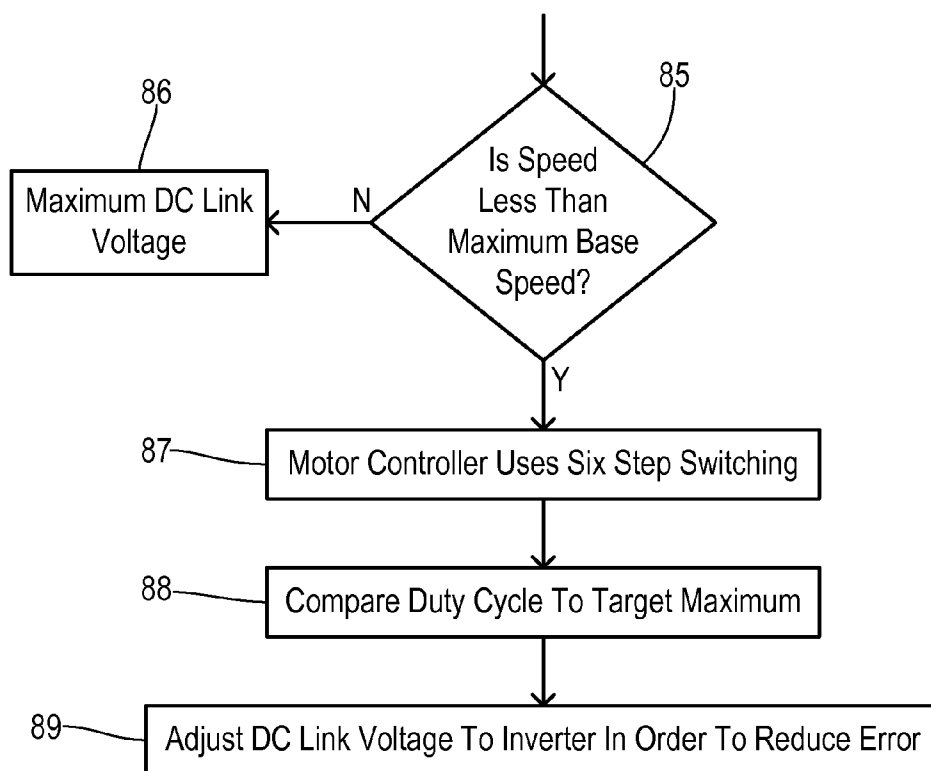 85
86
Is Speed
Less Than
Maximum Base
Speed?
N
Maximum DC Link
Voltage
Y
87
Motor Controller Uses Six Step Switching
88
Compare Duty Cycle To Target Maximum
89
Adjust DC Link Voltage To Inverter In Order To Reduce Error